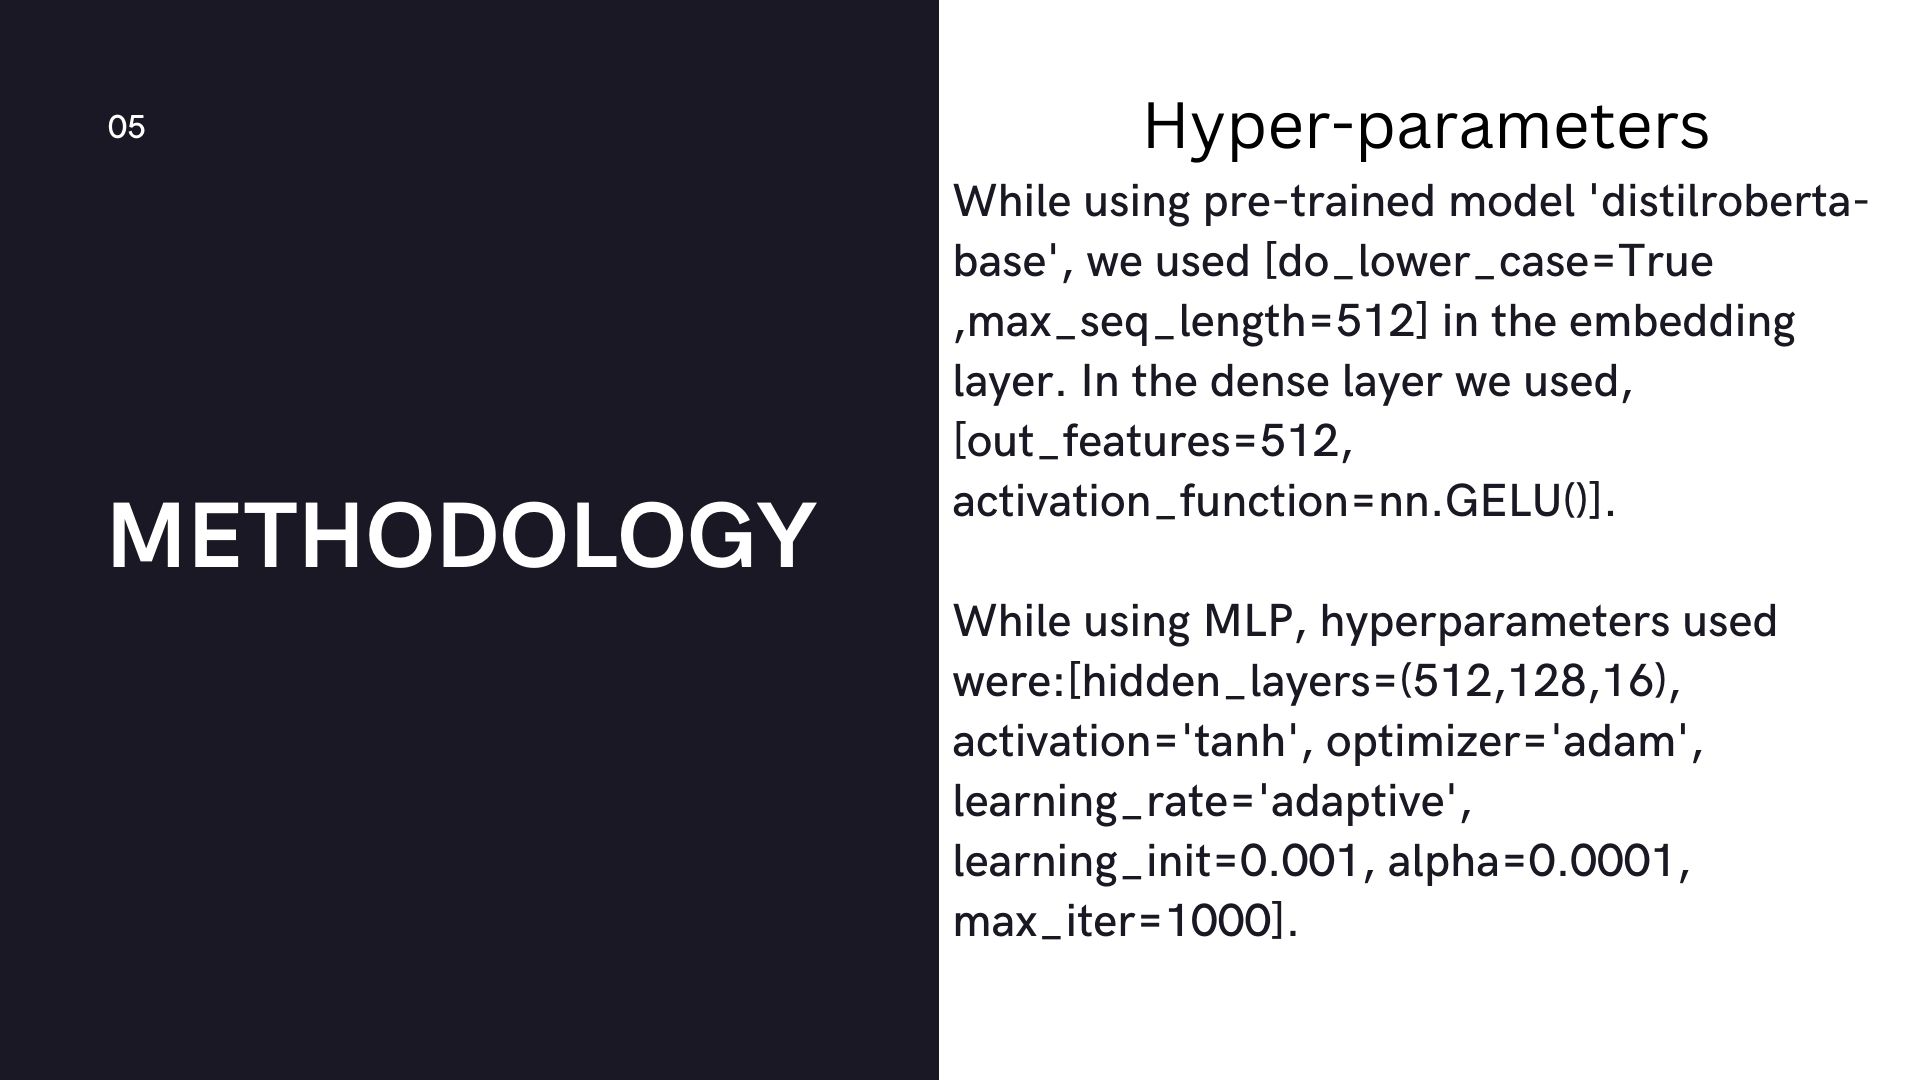 05
METHODOLOGY
Hyper-parameters
While using pre-trained model 'distilroberta-
base', we used [do_lower_case=True
,max_seq_length=512] in the embedding
layer. In the dense layer we used,
[out_features=512,
activation_function=nn.GELU()].
While using MLP, hyperparameters used
were:[hidden_layers=(512,128,16),
activation='tanh', optimizer='adam',
learning_rate='adaptive',
learning_init=0.001, alpha=0.0001,
max_iter=1000].